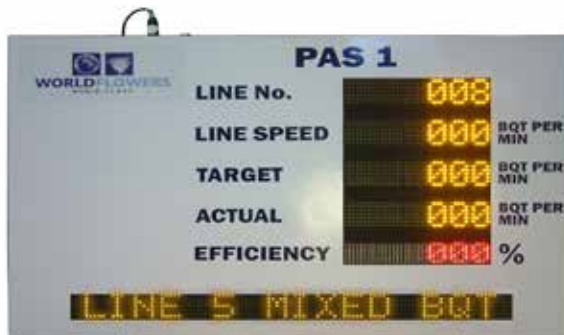 PAS 1
WORLDFLOWERS
LINE No. 008
LINE SPEED 000 BQT PER MIN
TARGET 000 BQT PER MIN
ACTUAL 000 BQT PER MIN
EFFICIENCY 000 %
LINE 5 MIXED BQT